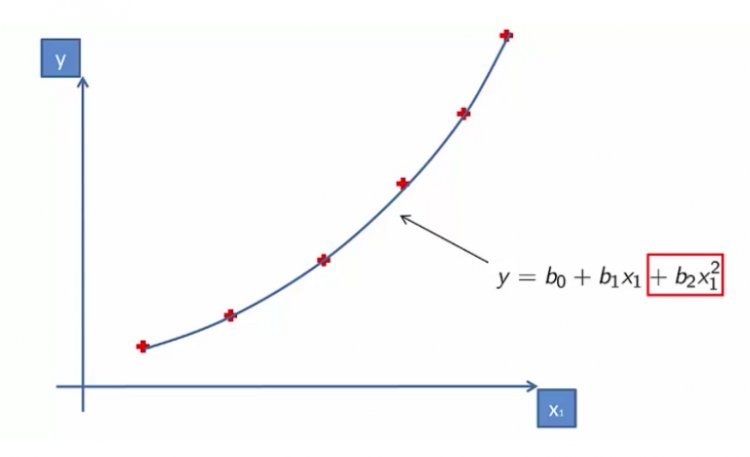 y
y = b₀ + b₁x₁ + b₂x₁²
x₁